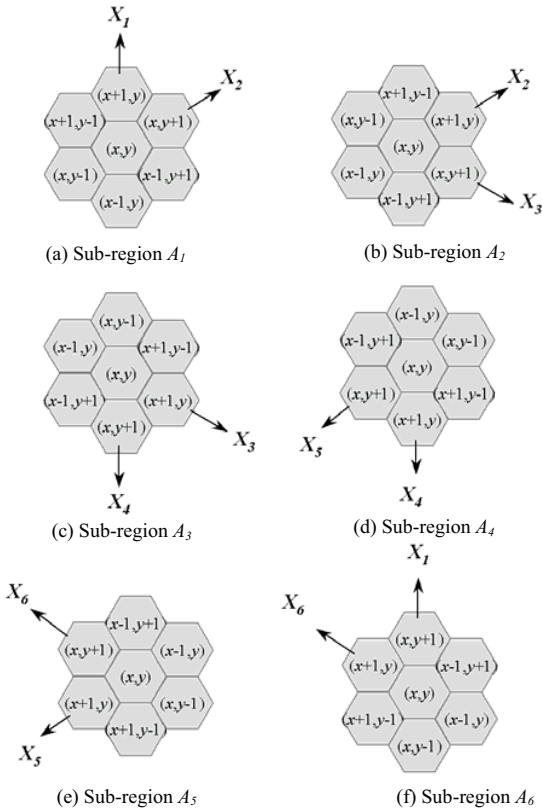 X₁
X₂
(x+1,y)
(x+1,y-1)
(x,y+1)
(x,y)
(x,y-1)
(x-1,y+1)
(x-1,y)
(a) Sub-region A₁
X₂
(x+1,y-1)
(x,y-1)
(x+1,y)
(x,y)
(x-1,y)
(x,y+1)
(x-1,y+1)
X₃
(b) Sub-region A₂
(x,y-1)
(x-1,y)
(x+1,y-1)
(x,y)
(x-1,y+1)
(x+1,y)
(x,y+1)
X₃
X₄
(c) Sub-region A₃
(x-1,y)
(x-1,y+1)
(x,y-1)
(x,y)
(x,y+1)
(x+1,y-1)
(x+1,y)
X₅
X₄
(d) Sub-region A₄
X₆
(x-1,y+1)
(x,y+1)
(x-1,y)
(x,y)
(x+1,y)
(x,y-1)
(x+1,y-1)
X₅
(e) Sub-region A₅
X₁
X₆
(x,y+1)
(x+1,y)
(x-1,y+1)
(x,y)
(x+1,y-1)
(x-1,y)
(x,y-1)
(f) Sub-region A₆